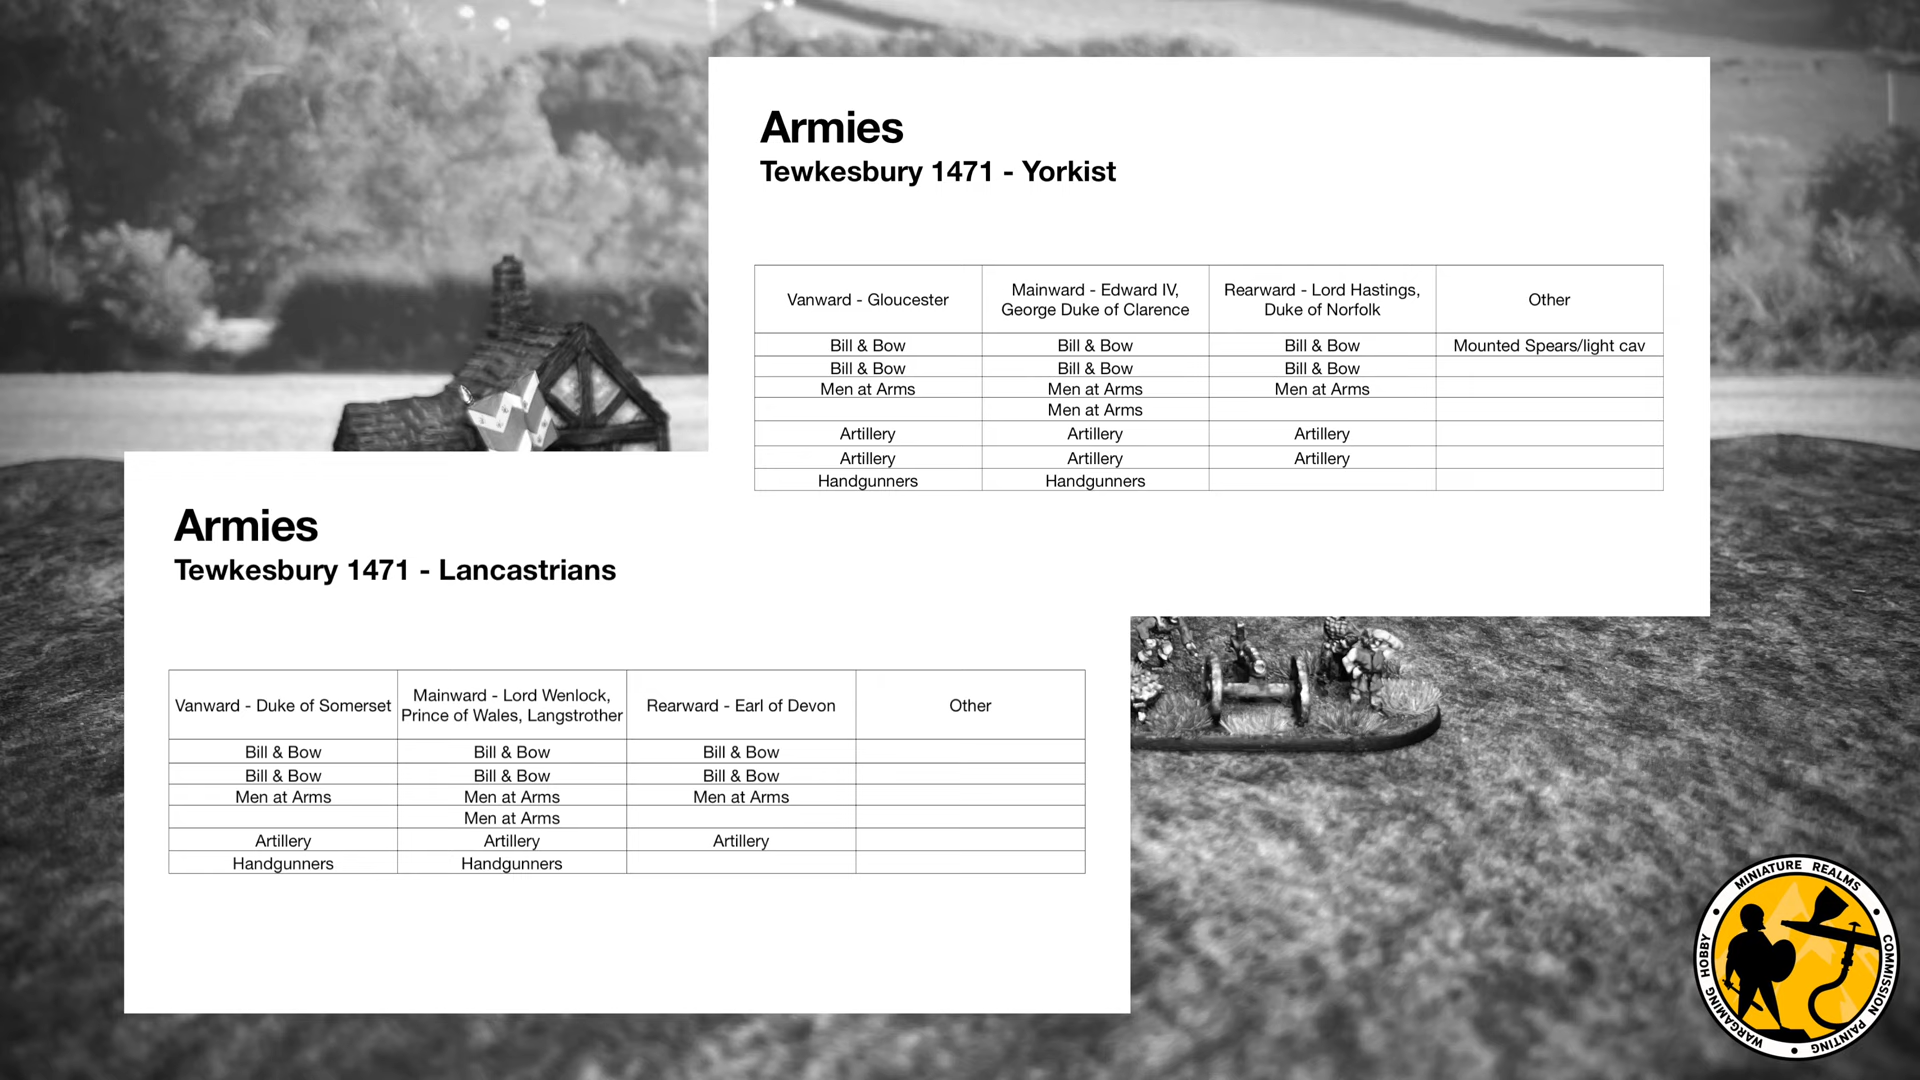 Armies
Tewkesbury 1471 - Yorkist
Vanward - Gloucester
Mainward - Edward IV,
George Duke of Clarence
Rearward - Lord Hastings,
Duke of Norfolk
Other
Bill & Bow Bill & Bow Bill & Bow Mounted Spears/light cav
Bill & Bow Bill & Bow Bill & Bow
Men at Arms Men at Arms Men at Arms
Men at Arms
Artillery Artillery Artillery
Artillery Artillery Artillery
Handgunners Handgunners
Armies
Tewkesbury 1471 - Lancastrians
Vanward - Duke of Somerset
Mainward - Lord Wenlock,
Prince of Wales, Langstrother
Rearward - Earl of Devon
Other
Bill & Bow Bill & Bow Bill & Bow
Bill & Bow Bill & Bow Bill & Bow
Men at Arms Men at Arms Men at Arms
Men at Arms
Artillery Artillery Artillery
Handgunners Handgunners
MINIATURE REALMS
COMMISSION PAINTING
WARGAMING HOBBY